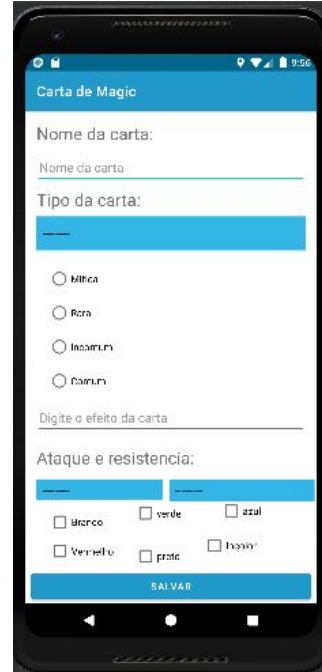 9:56
Carta de Magic
Nome da carta:
Nome da carta
Tipo da carta:
Mítica
Rara
Incomum
Comum
Digite o efeito da carta
Ataque e resistencia:
Branco verde azul
Vermelho preto Incolor
SALVAR